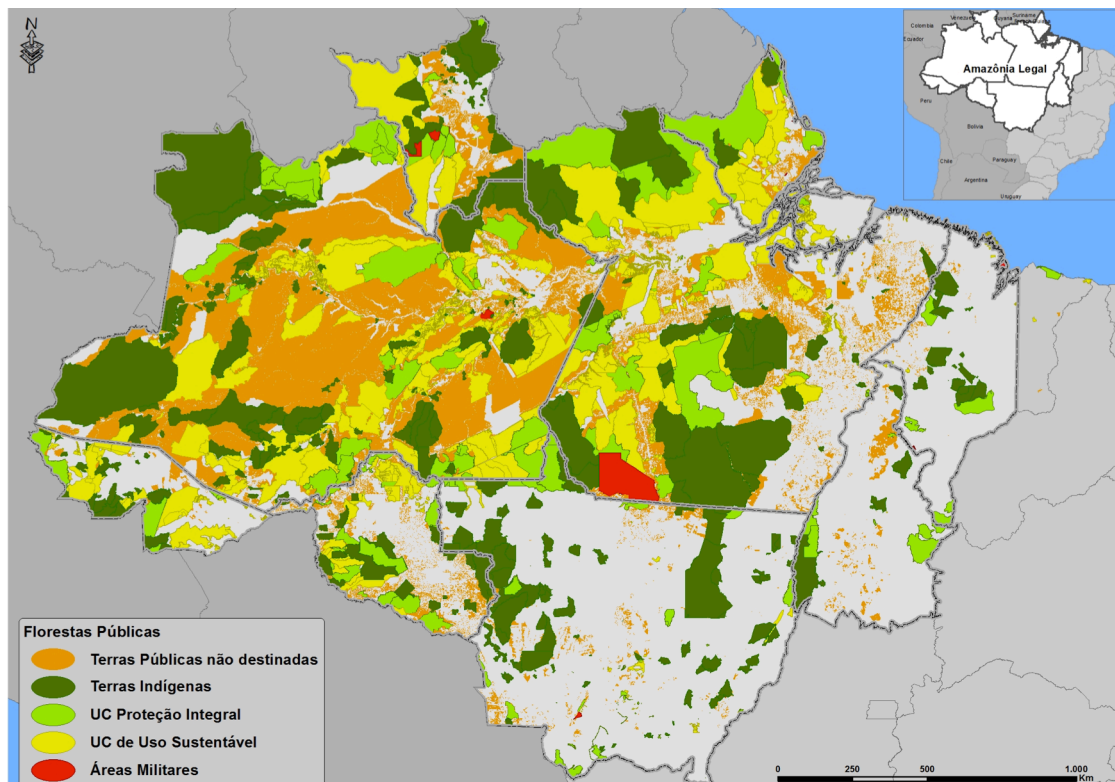 N
Colombia
Venezuela
Guyana
Suriname
Ecuador
Amazônia Legal
Peru
Bolivia
Chile
Paraguay
Argentina
Uruguay
Florestas Públicas
Terras Públicas não destinadas
Terras Indígenas
UC Proteção Integral
UC de Uso Sustentável
Áreas Militares
0 250 500 1.000
Km